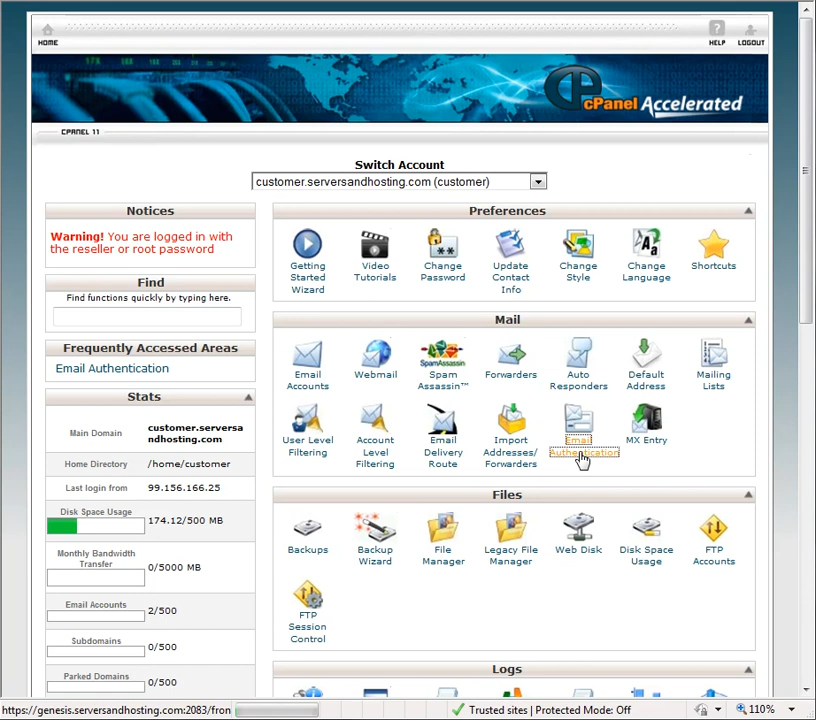 HOME
HELP
LOGOUT
cPanel Accelerated
CPANEL 11
Switch Account
customer.serversandhosting.com (customer)
Notices
Warning! You are logged in with
the reseller or root password
Find
Find functions quickly by typing here.
Frequently Accessed Areas
Email Authentication
Stats
Main Domain
customer.serversa
ndhosting.com
Home Directory
/home/customer
Last login from
99.156.166.25
Disk Space Usage
174.12/500 MB
Monthly Bandwidth
Transfer
0/5000 MB
Email Accounts
2/500
Subdomains
0/500
Parked Domains
0/500
Preferences
Getting
Started
Wizard
Video
Tutorials
Change
Password
Update
Contact
Info
Change
Style
Change
Language
Shortcuts
Mail
Email
Accounts
Webmail
SpamAssassin
Spam
Assassin™
Forwarders
Auto
Responders
Default
Address
Mailing
Lists
User Level
Filtering
Account
Level
Filtering
Email
Delivery
Route
Import
Addresses/
Forwarders
Email
Authentication
MX Entry
Files
Backups
Backup
Wizard
File
Manager
Legacy File
Manager
Web Disk
Disk Space
Usage
FTP
Accounts
FTP
Session
Control
Logs
https://genesis.serversandhosting.com:2083/fron
Trusted sites | Protected Mode: Off
110%